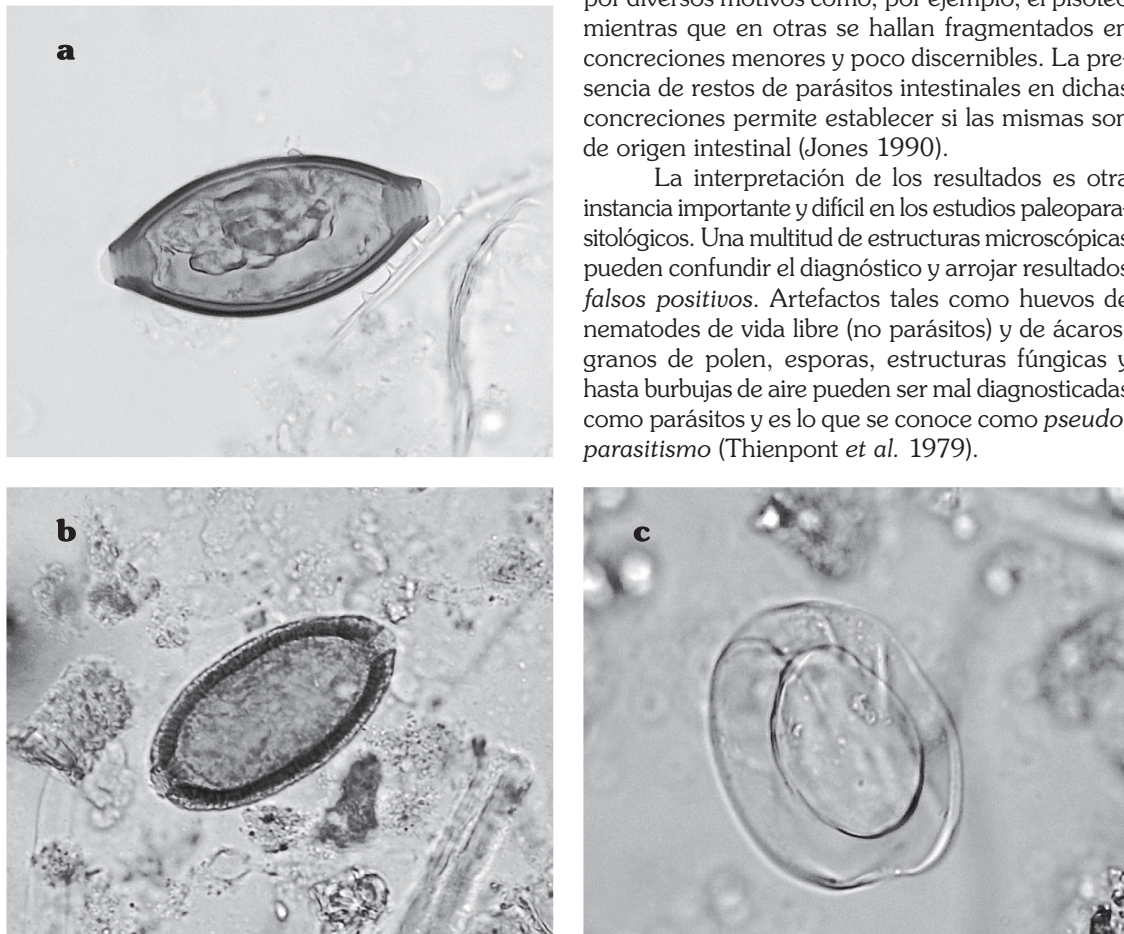 a
por diversos motivos como, por ejemplo, el pisoteo
mientras que en otras se hallan fragmentados en
concreciones menores y poco discernibles. La pre-
sencia de restos de parásitos intestinales en dichas
concreciones permite establecer si las mismas son
de origen intestinal (Jones 1990).
La interpretación de los resultados es otra
instancia importante y difícil en los estudios paleopara-
sitológicos. Una multitud de estructuras microscópicas
pueden confundir el diagnóstico y arrojar resultados
falsos positivos. Artefactos tales como huevos de
nematodes de vida libre (no parásitos) y de ácaros
granos de polen, esporas, estructuras fúngicas y
hasta burbujas de aire pueden ser mal diagnosticadas
como parásitos y es lo que se conoce como pseudo
parasitismo (Thienpont et al. 1979).
b
c